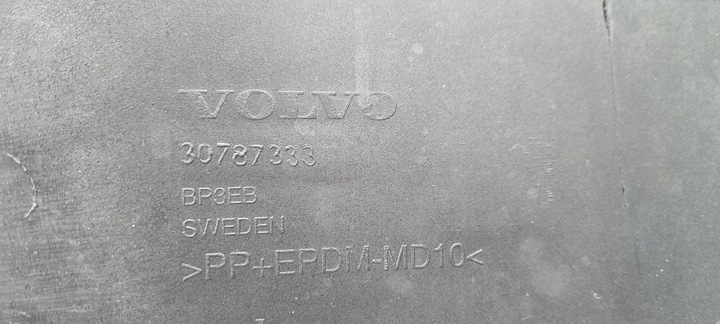 VOLVO
30787333
BP3EB
SWEDEN
>PP+EPDM-MD10<